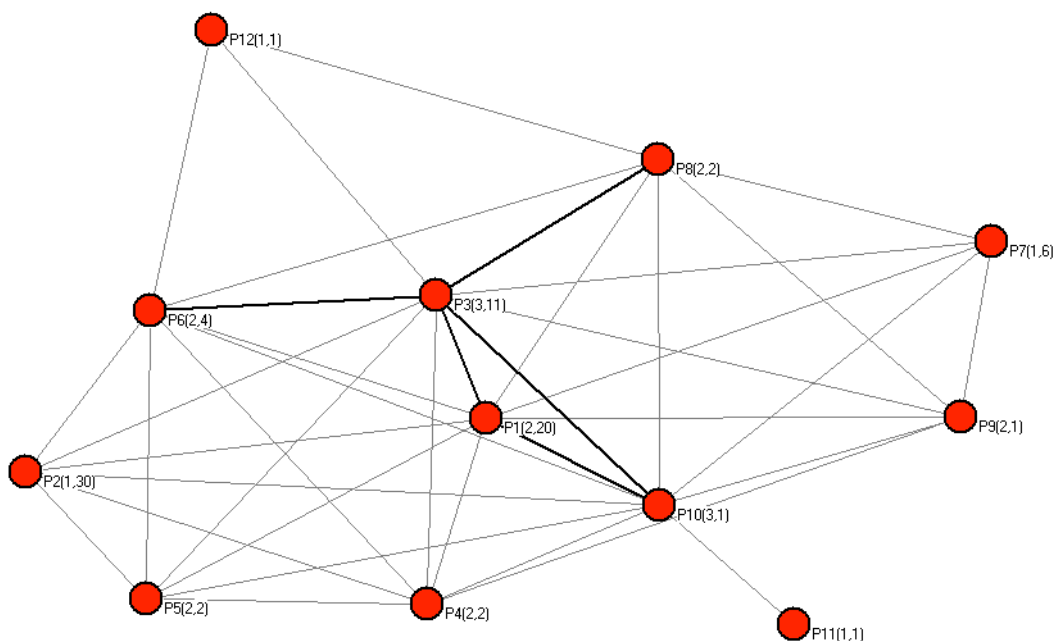 P12(1,1)
P8(2,2)
P7(1,6)
P3(3,11)
P6(2,4)
P1(2,20)
P9(2,1)
P2(1,30)
P10(3,1)
P5(2,2)
P4(2,2)
P11(1,1)